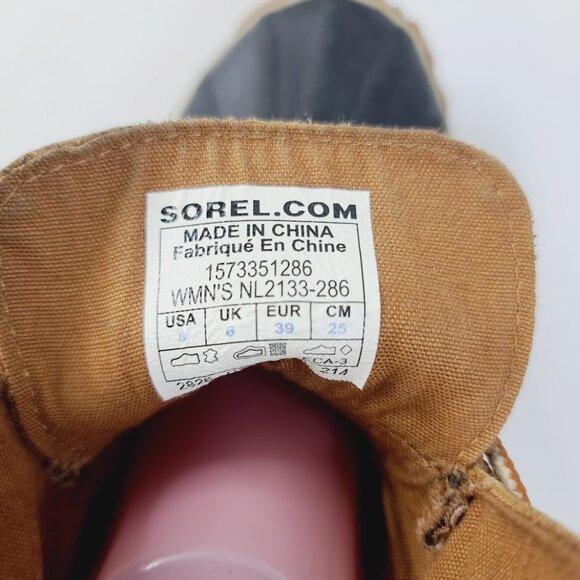 SOREL.COM
MADE IN CHINA
Fabriqué En Chine
1573351286
WMN'S NL2133-286
USA UK EUR CM
8 6 39 25